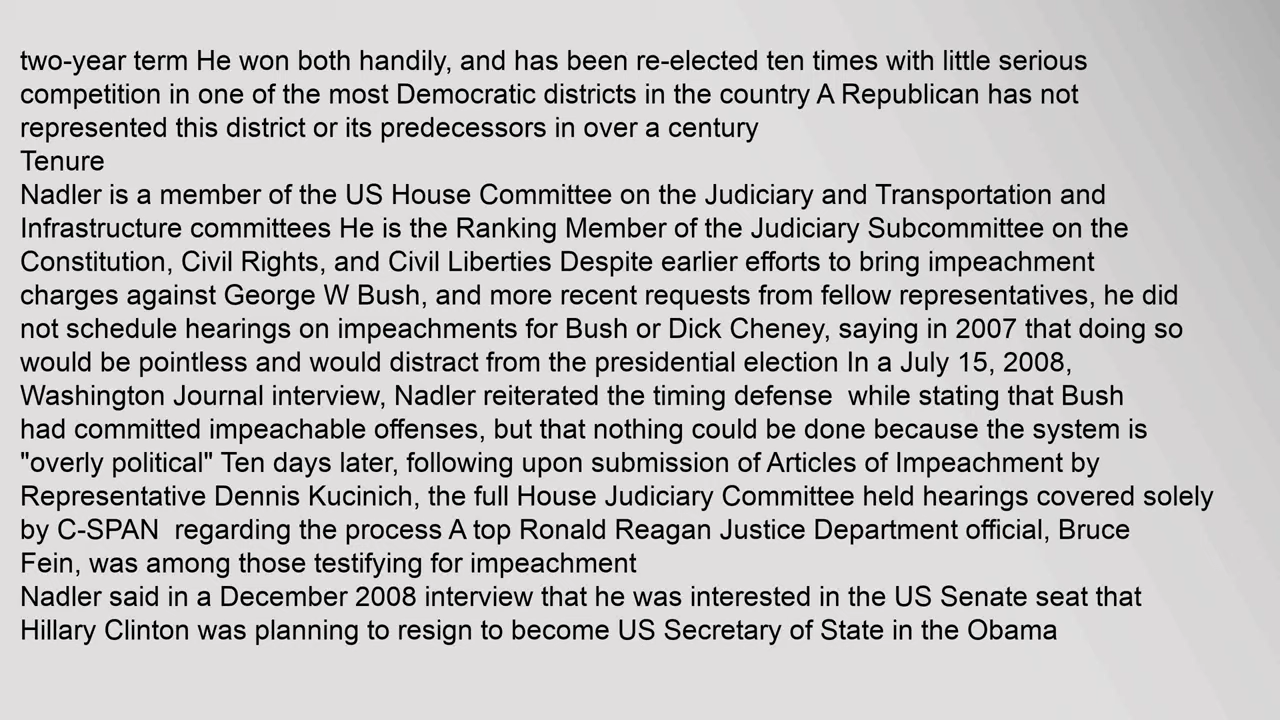 two-year term He won both handily, and has been re-elected ten times with little serious
competition in one of the most Democratic districts in the country A Republican has not
represented this district or its predecessors in over a century
Tenure
Nadler is a member of the US House Committee on the Judiciary and Transportation and
Infrastructure committees He is the Ranking Member of the Judiciary Subcommittee on the
Constitution, Civil Rights, and Civil Liberties Despite earlier efforts to bring impeachment
charges against George W Bush, and more recent requests from fellow representatives, he did
not schedule hearings on impeachments for Bush or Dick Cheney, saying in 2007 that doing so
would be pointless and would distract from the presidential election In a July 15, 2008,
Washington Journal interview, Nadler reiterated the timing defense  while stating that Bush
had committed impeachable offenses, but that nothing could be done because the system is
"overly political" Ten days later, following upon submission of Articles of Impeachment by
Representative Dennis Kucinich, the full House Judiciary Committee held hearings covered solely
by C-SPAN  regarding the process A top Ronald Reagan Justice Department official, Bruce
Fein, was among those testifying for impeachment
Nadler said in a December 2008 interview that he was interested in the US Senate seat that
Hillary Clinton was planning to resign to become US Secretary of State in the Obama